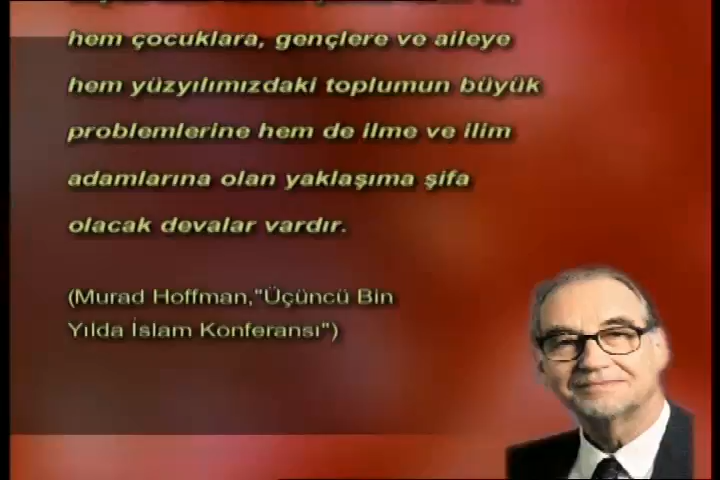 hem çocuklara, gençlere ve aileye
hem yüzyılımızdaki toplumun büyük
problemlerine hem de ilme ve ilim
adamlarına olan yaklaşıma şifa
olacak devalar vardır.
(Murad Hoffman,"Üçüncü Bin
Yılda İslam Konferansı")